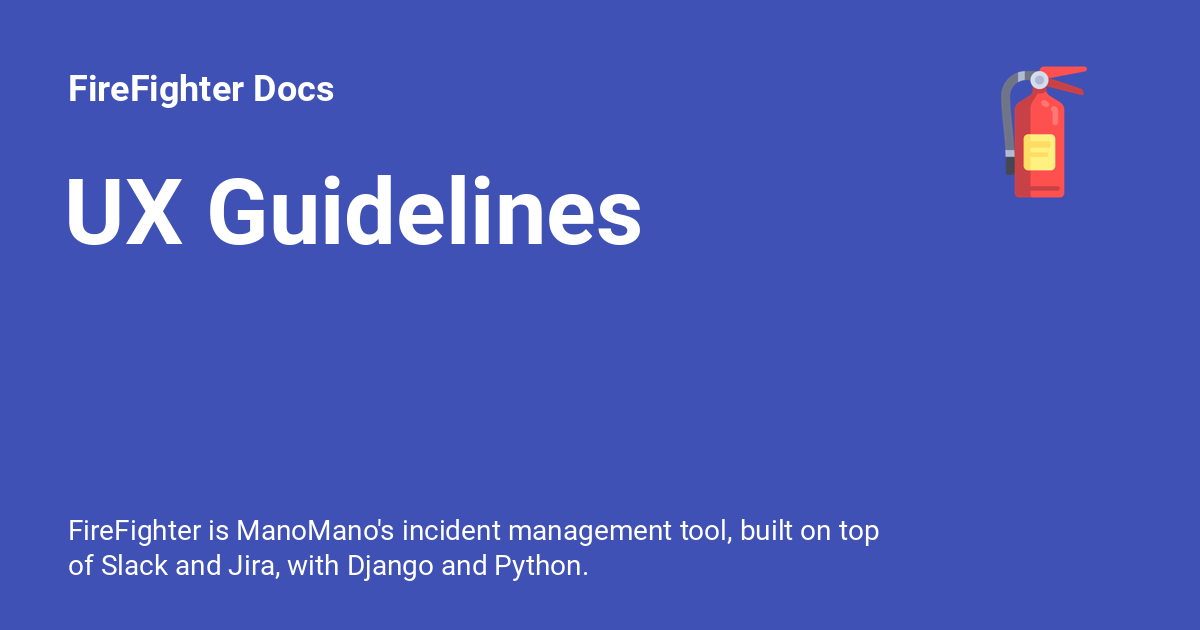 FireFighter Docs
UX Guidelines
FireFighter is ManoMano's incident management tool, built on top
of Slack and Jira, with Django and Python.